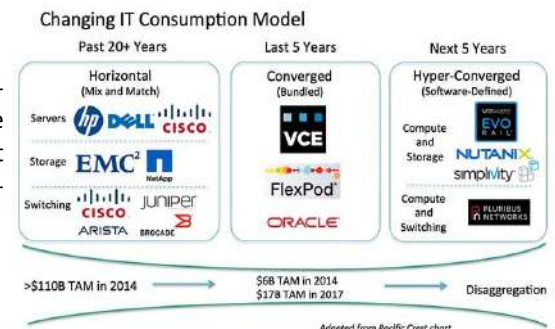 Changing IT Consumption Model
Past 20+ Years
Last 5 Years
Next 5 Years
Horizontal
(Mix and Match)
Servers
hp
DELL
CISCO
Storage
EMC²
NetApp
Switching
CISCO
JUNIPER
ARISTA
BROCADE
Converged
(Bundled)
VCE
FlexPod
ORACLE
Hyper-Converged
(Software-Defined)
Compute
and
Storage
vmware
EVO
RAIL
NUTANIX
simplivity
Compute
and
Switching
PLURIBUS
NETWORKS
>$110B TAM in 2014
$6B TAM in 2014
$17B TAM in 2017
Disaggregation
Adapted from Pacific Crest chart